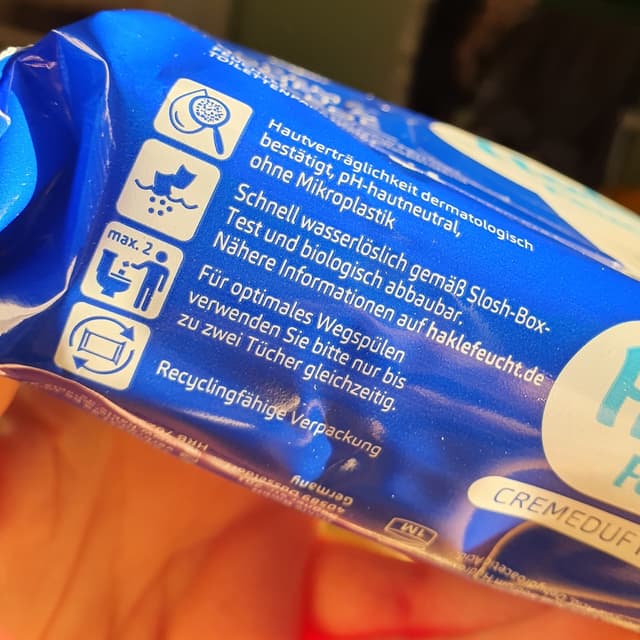 TOILETTENPA
max. 2
Hautverträglichkeit dermatologisch
bestätigt, pH-hautneutral,
ohne Mikroplastik
Schnell wasserlöslich gemäß Slosh-Box-
Test und biologisch abbaubar.
Nähere Informationen auf haklefeucht.de
Für optimales Wegspülen
verwenden Sie bitte nur bis
zu zwei Tücher gleichzeitig.
Recyclingfähige Verpackung
Germany
1M
CREMEDUF